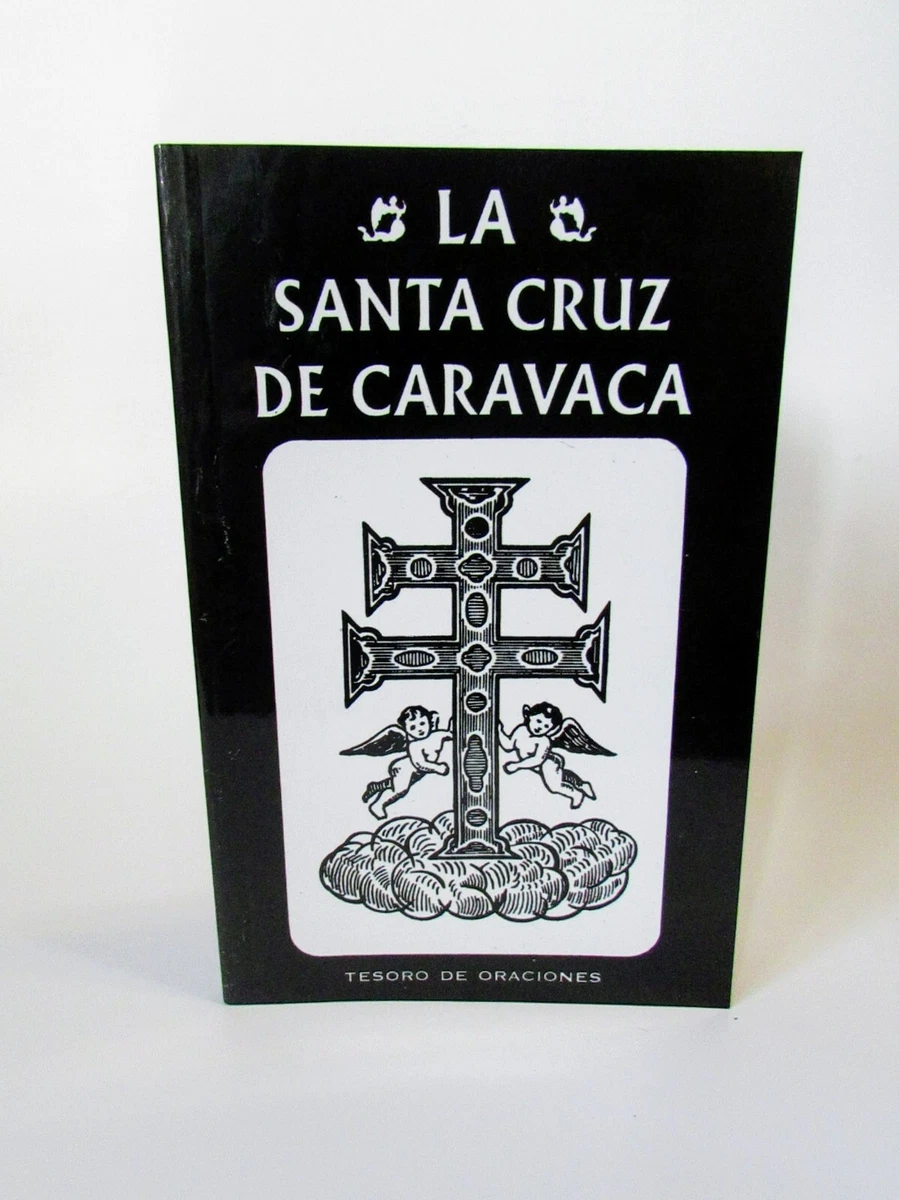 LA
SANTA CRUZ
DE CARAVACA
TESORO DE ORACIONES